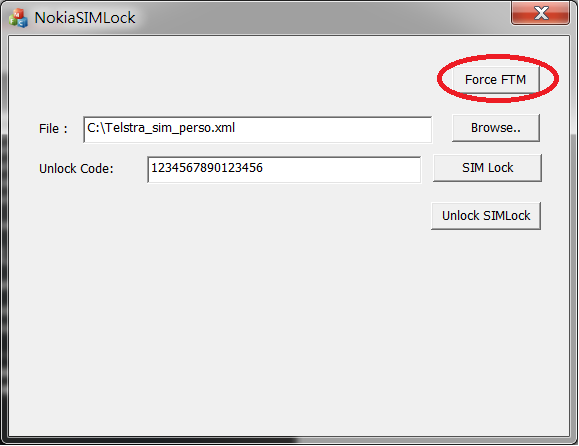 NokiaSIMLock
Force FTM
File :
C:\Telstra_sim_perso.xml
Browse..
Unlock Code:
1234567890123456
SIM Lock
Unlock SIMLock